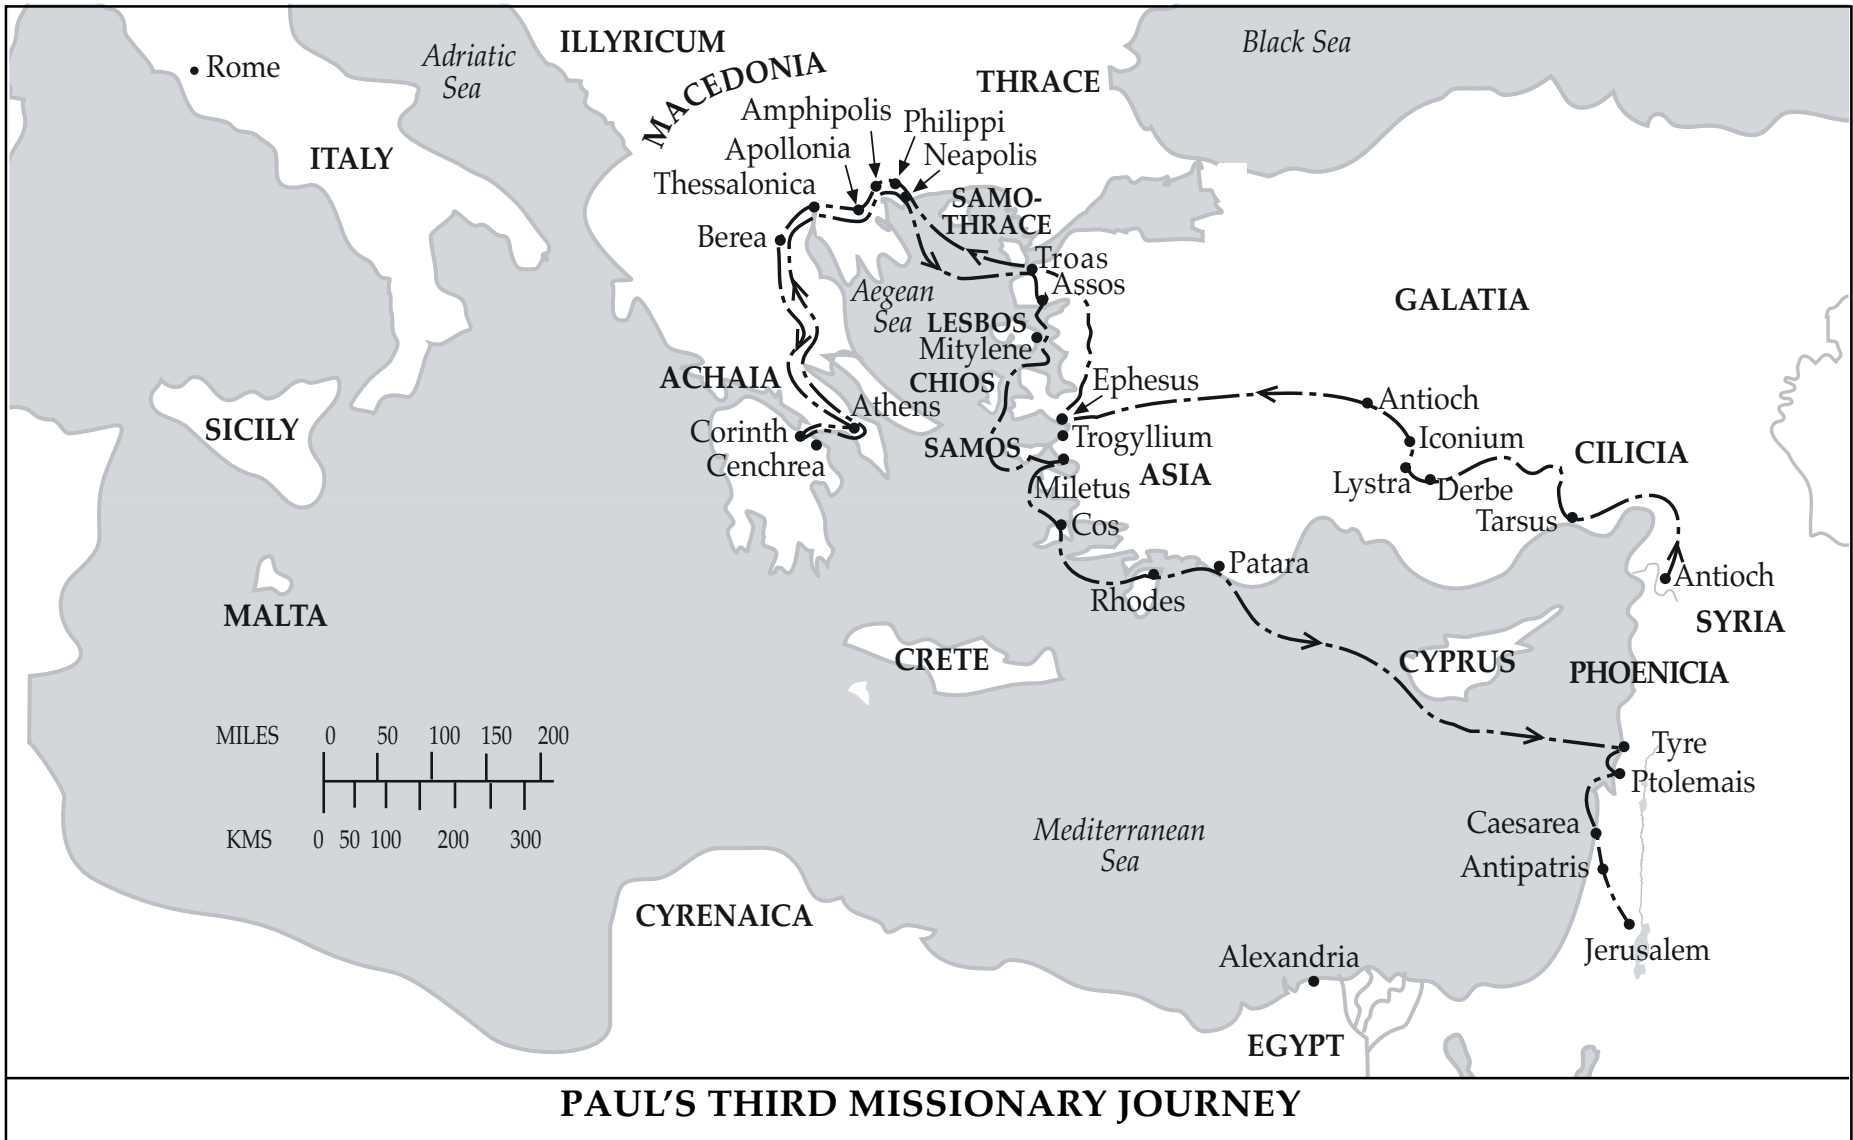 ILLYRICUM
Black Sea
Adriatic
Sea
Rome
MACEDONIA
THRACE
Amphipolis
Philippi
Apollonia
Neapolis
ITALY
Thessalonica
SAMO-
THRACE
Berea
Troas
Assos
Aegean
Sea
GALATIA
LESBOS
Mitylene
ACHAIA
CHIOS
Ephesus
Antioch
Athens
SICILY
Corinth
Trogyllium
Iconium
SAMOS
CILICIA
Cenchrea
ASIA
Lystra
Derbe
Miletus
Tarsus
Cos
Patara
Antioch
Rhodes
MALTA
SYRIA
CRETE
CYPRUS
PHOENICIA
MILES 0 50 100 150 200
Tyre
Ptolemais
KMS 0 50 100 200 300
Caesarea
Mediterranean
Sea
Antipatris
CYRENAICA
Jerusalem
Alexandria
EGYPT
PAUL’S THIRD MISSIONARY JOURNEY